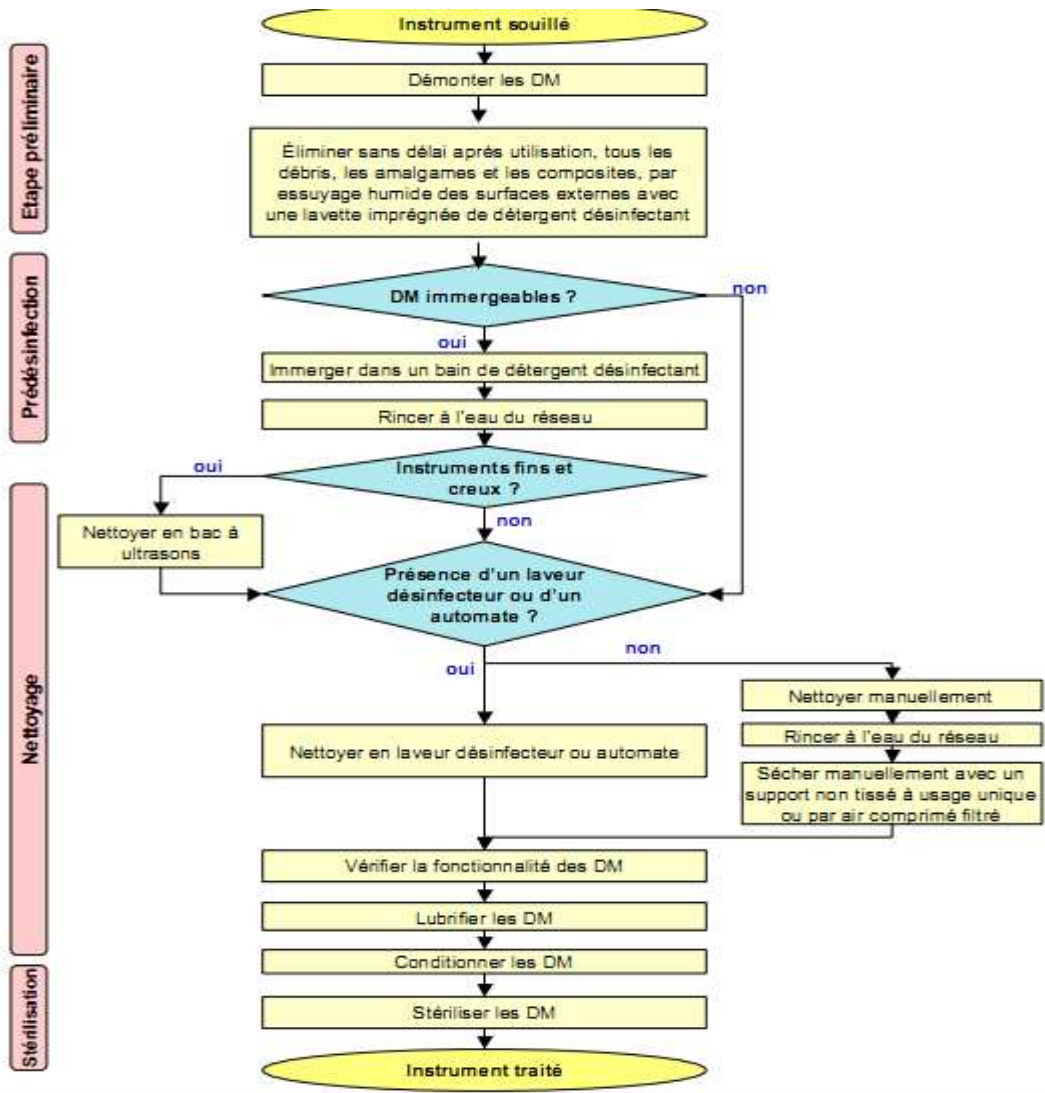 Instrument souillé
Etape préliminaire
Démonter les DM
Éliminer sans délai après utilisation, tous les
débris, les amalgames et les composites, par
essuyage humide des surfaces externes avec
une lavette imprégnée de détergent désinfectant
Prédésinfection
DM immergeables ?
non
oui
Immerger dans un bain de détergent désinfectant
Rincer à l'eau du réseau
oui
Instruments fins et
creux ?
non
Nettoyage
Nettoyer en bac à
ultrasons
Présence d'un laveur
désinfecteur ou d'un
automate ?
oui
non
Nettoyer en laveur désinfecteur ou automate
Nettoyer manuellement
Rincer à l'eau du réseau
Sécher manuellement avec un
support non tissé à usage unique
ou par air comprimé filtré
Vérifier la fonctionnalité des DM
Lubrifier les DM
Conditionner les DM
Stérilisation
Stériliser les DM
Instrument traité